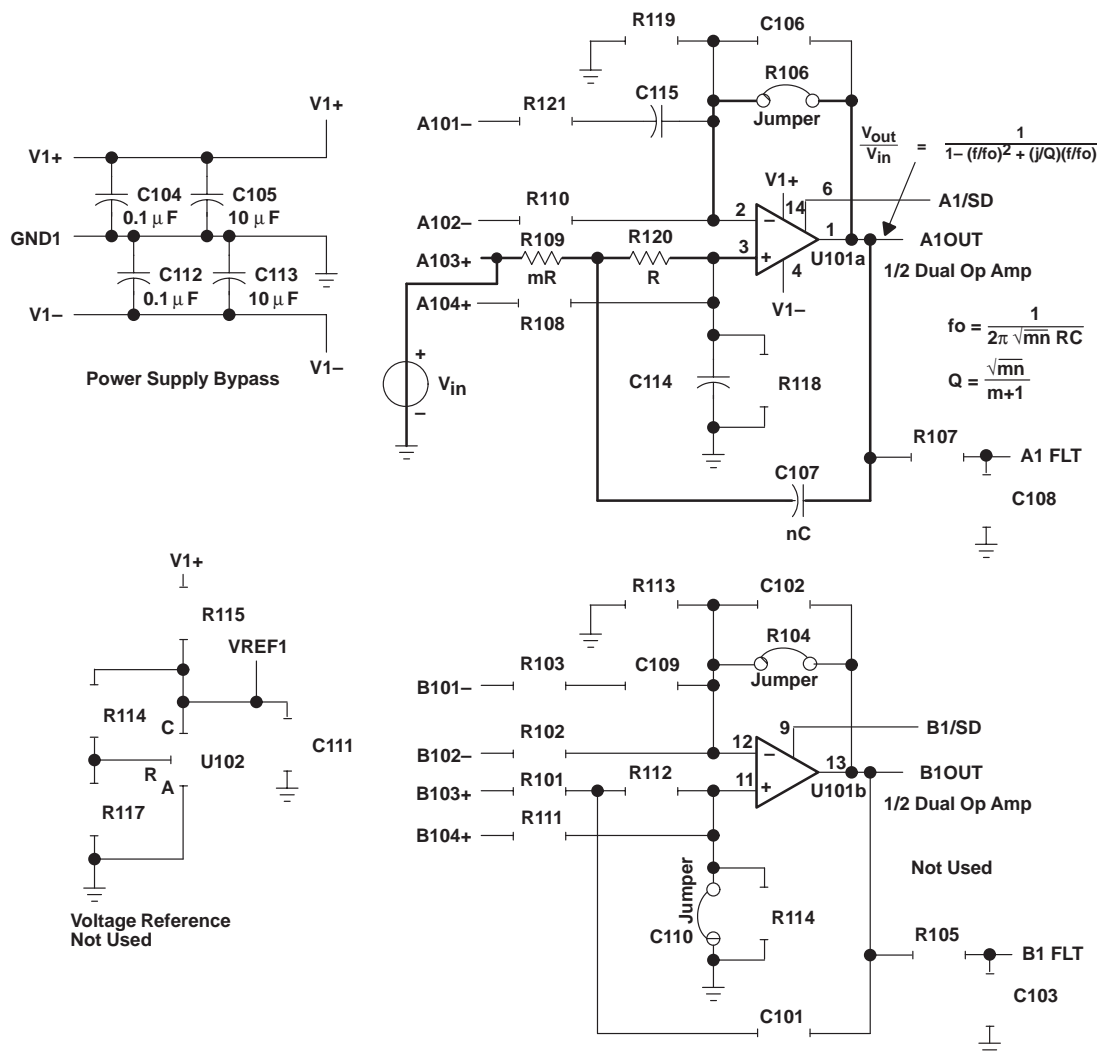 V1+
V1+
C104
0.1 μF
C105
10 μF
GND1
C112
0.1 μF
C113
10 μF
V1–
V1–
Power Supply Bypass
R119
C106
R106
Jumper
A101–
R121
C115
V1+
14
6
A1/SD
A102–
R110
2
–
3
+
1
4
U101a
A1OUT
1/2 Dual Op Amp
V1–
Vout
Vin
=
1
1– (f/fo)2 + (j/Q)(f/fo)
A103+
R109
mR
R120
R
A104+
R108
+
Vin
–
C114
R118
fo = 1
2π √mn RC
Q = √mn
m+1
R107
A1 FLT
C108
C107
nC
V1+
R115
VREF1
R114
C
R
A
U102
C111
R117
Voltage Reference
Not Used
R113
C102
R104
Jumper
B101–
R103
C109
9
B1/SD
B102–
R102
12
–
11
+
13
U101b
B1OUT
1/2 Dual Op Amp
B103+
R101
R112
B104+
R111
Not Used
Jumper
C110
R114
R105
B1 FLT
C103
C101